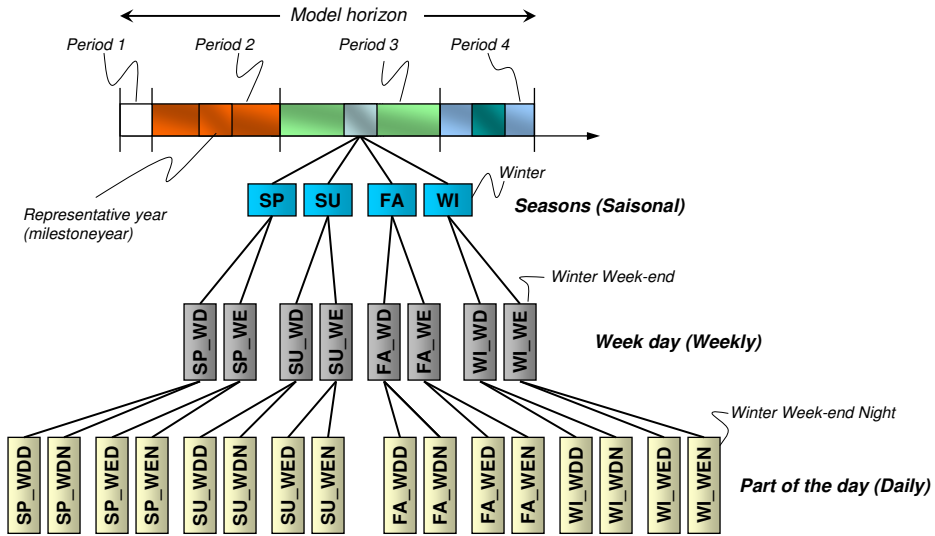 Model horizon
Period 1
Period 2
Period 3
Period 4
Representative year
(milestoneyear)
SP
SU
FA
WI
Winter
Seasons (Saisonal)
Winter Week-end
SP_WD
SP_WE
SU_WD
SU_WE
FA_WD
FA_WE
WI_WD
WI_WE
Week day (Weekly)
Winter Week-end Night
SP_WDD
SP_WDN
SP_WED
SP_WEN
SU_WDD
SU_WDN
SU_WED
SU_WEN
FA_WDD
FA_WDN
FA_WED
FA_WEN
WI_WDD
WI_WDN
WI_WED
WI_WEN
Part of the day (Daily)